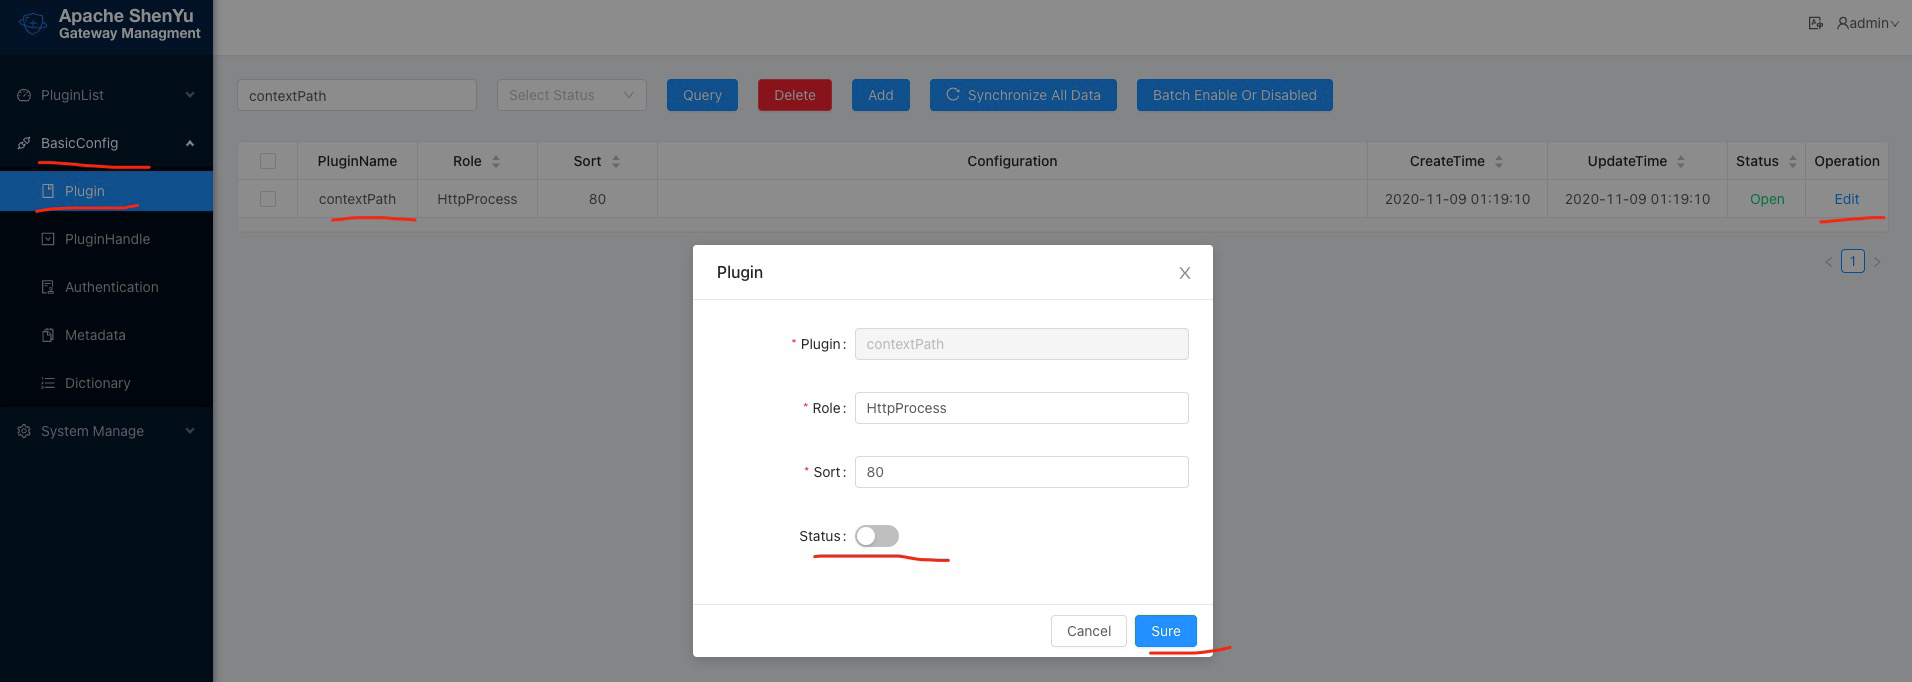 Apache ShenYu
Gateway Managment
admin
PluginList
BasicConfig
Plugin
PluginHandle
Authentication
Metadata
Dictionary
System Manage
contextPath
Select Status
Query
Delete
Add
Synchronize All Data
Batch Enable Or Disabled
PluginName Role Sort Configuration CreateTime UpdateTime Status Operation
contextPath HttpProcess 80 2020-11-09 01:19:10 2020-11-09 01:19:10 Open Edit
1
Plugin
* Plugin: contextPath
* Role: HttpProcess
* Sort: 80
Status:
Cancel Sure